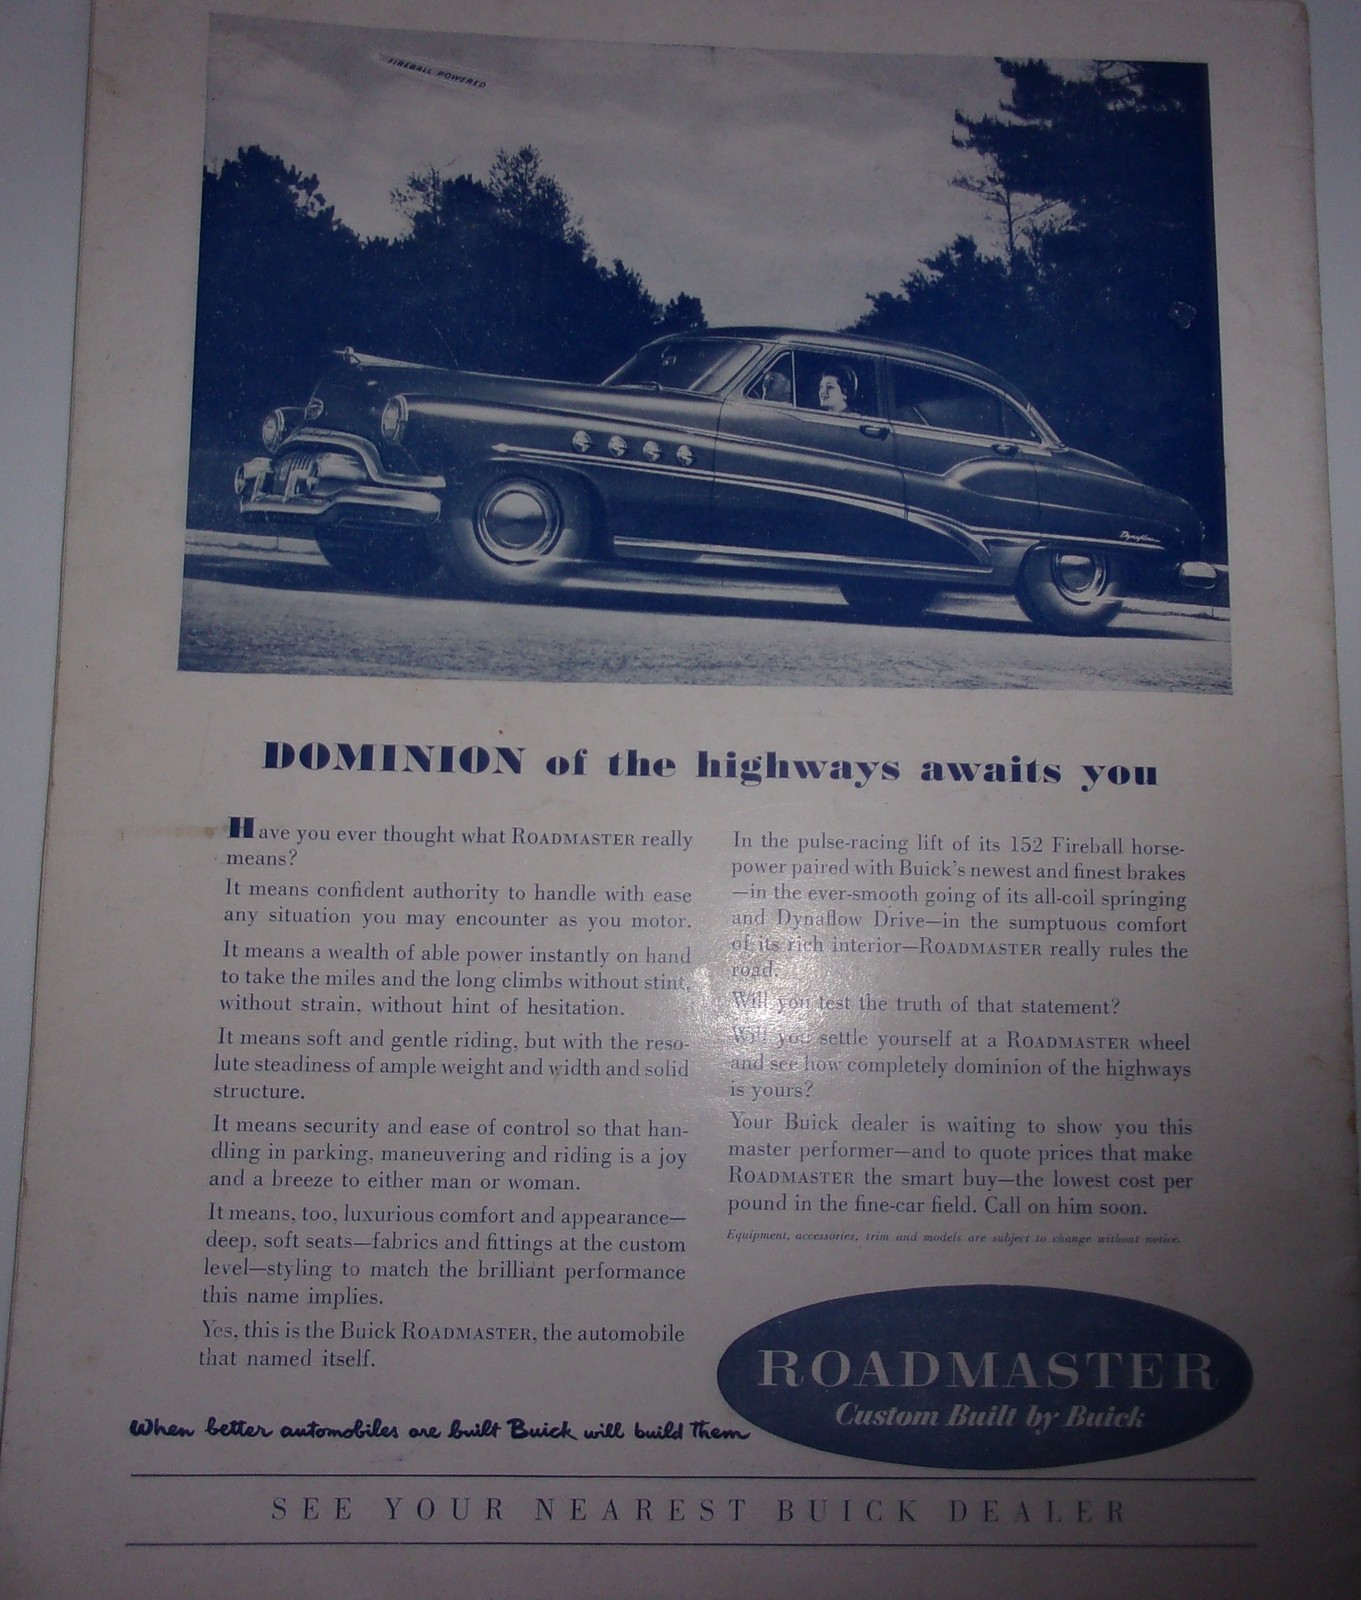 FIREBALL POWERED
Dynaflow
DOMINION of the highways awaits you
Have you ever thought what ROADMASTER really
means?
It means confident authority to handle with ease
any situation you may encounter as you motor.
It means a wealth of able power instantly on hand
to take the miles and the long climbs without stint,
without strain, without hint of hesitation.
It means soft and gentle riding, but with the reso-
lute steadiness of ample weight and width and solid
structure.
It means security and ease of control so that han-
dling in parking, maneuvering and riding is a joy
and a breeze to either man or woman.
It means, too, luxurious comfort and appearance—
deep, soft seats—fabrics and fittings at the custom
level—styling to match the brilliant performance
this name implies.
Yes, this is the Buick ROADMASTER, the automobile
that named itself.
In the pulse-racing lift of its 152 Fireball horse-
power paired with Buick's newest and finest brakes
—in the ever-smooth going of its all-coil springing
and Dynaflow Drive—in the sumptuous comfort
of its rich interior—ROADMASTER really rules the
road.
Will you test the truth of that statement?
Will you settle yourself at a ROADMASTER wheel
and see how completely dominion of the highways
is yours?
Your Buick dealer is waiting to show you this
master performer—and to quote prices that make
ROADMASTER the smart buy—the lowest cost per
pound in the fine-car field. Call on him soon.
Equipment, accessories, trim and models are subject to change without notice.
ROADMASTER
Custom Built by Buick
When better automobiles are built Buick will build them
SEE YOUR NEAREST BUICK DEALER